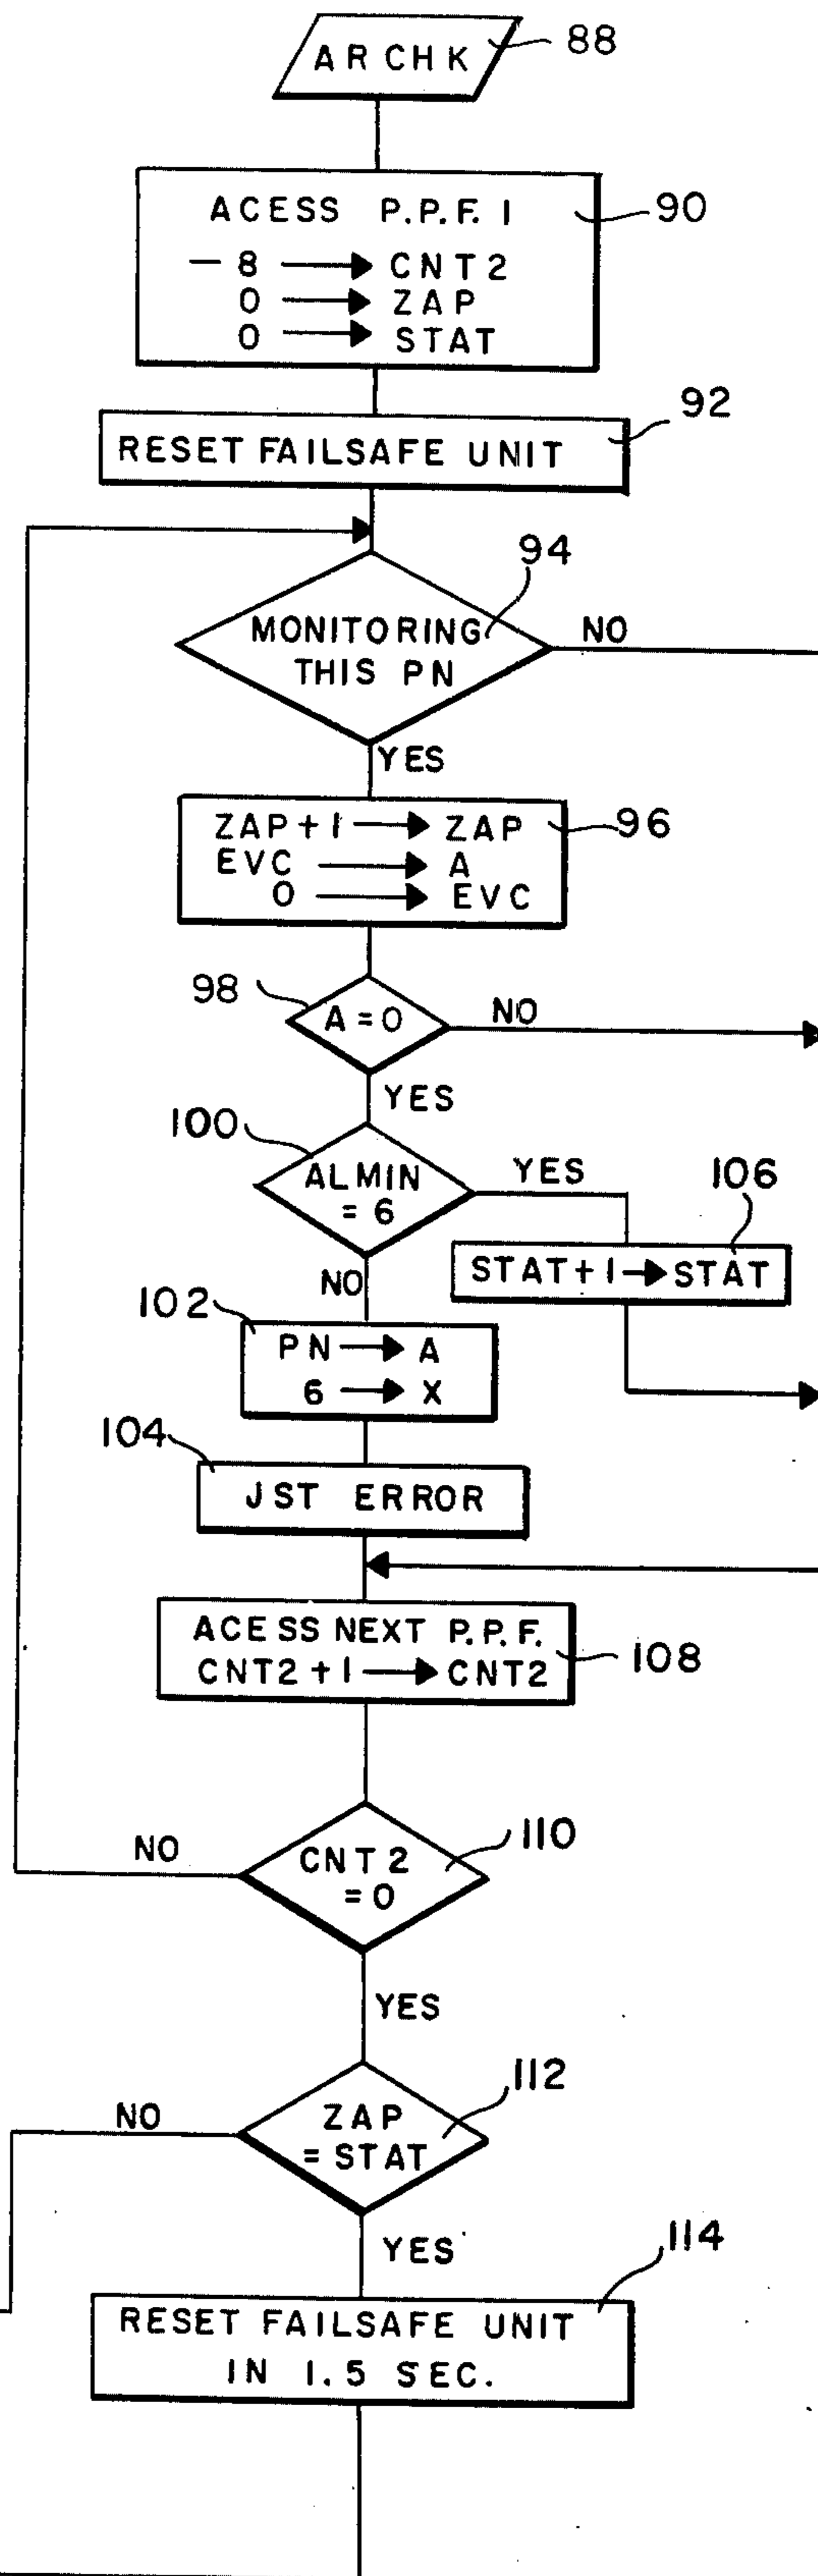 ARCHK
88
ACESS P.P.F. 1
90
-8 → CNT2
0 → ZAP
0 → STAT
92
RESET FAILSAFE UNIT
94
MONITORING
THIS PN
NO
YES
ZAP+1 → ZAP
96
EVC → A
0 → EVC
98
A=0
NO
YES
100
ALMIN
= 6
YES
106
STAT+1 → STAT
NO
102
PN → A
6 → X
104
JST ERROR
ACESS NEXT P.P.F.
CNT2+1 → CNT2
108
NO
CNT2
=0
110
YES
112
NO
ZAP
= STAT
YES
114
RESET FAILSAFE UNIT
IN 1.5 SEC.